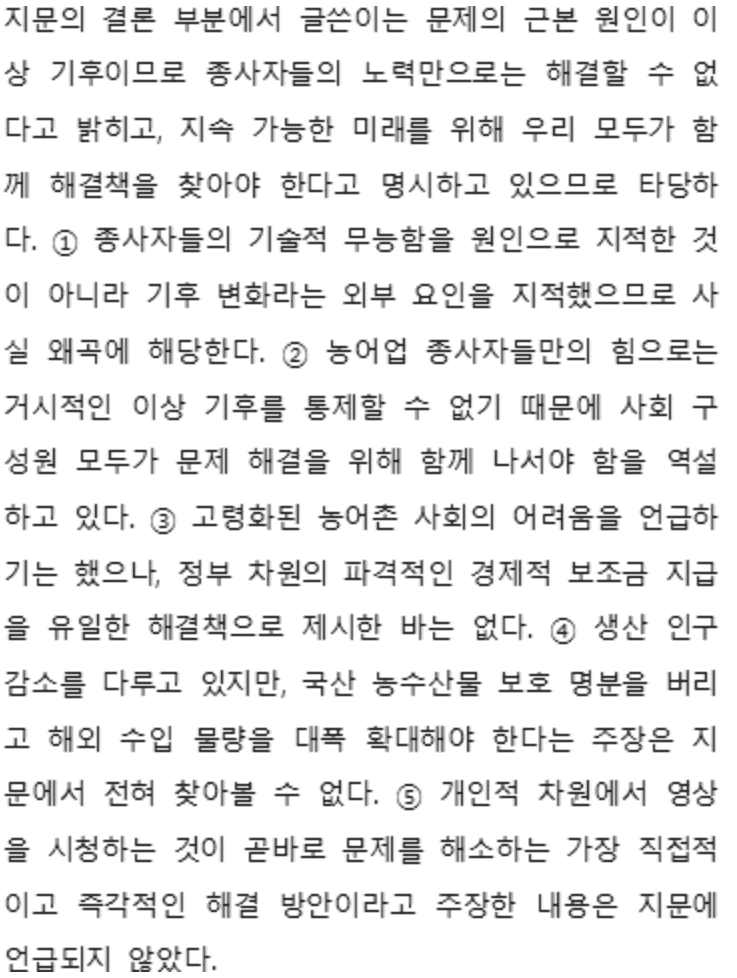 지문의 결론 부분에서 글쓴이는 문제의 근본 원인이 이
상 기후이므로 종사자들의 노력만으로는 해결할 수 없
다고 밝히고, 지속 가능한 미래를 위해 우리 모두가 함
께 해결책을 찾아야 한다고 명시하고 있으므로 타당하
다. ① 종사자들의 기술적 무능함을 원인으로 지적한 것
이 아니라 기후 변화라는 외부 요인을 지적했으므로 사
실 왜곡에 해당한다. ② 농어업 종사자들만의 힘으로는
거시적인 이상 기후를 통제할 수 없기 때문에 사회 구
성원 모두가 문제 해결을 위해 함께 나서야 함을 역설
하고 있다. ③ 고령화된 농어촌 사회의 어려움을 언급하
기는 했으나, 정부 차원의 파격적인 경제적 보조금 지급
을 유일한 해결책으로 제시한 바는 없다. ④ 생산 인구
감소를 다루고 있지만, 국산 농수산물 보호 명분을 버리
고 해외 수입 물량을 대폭 확대해야 한다는 주장은 지
문에서 전혀 찾아볼 수 없다. ⑤ 개인적 차원에서 영상
을 시청하는 것이 곧바로 문제를 해소하는 가장 직접적
이고 즉각적인 해결 방안이라고 주장한 내용은 지문에
언급되지 않았다.